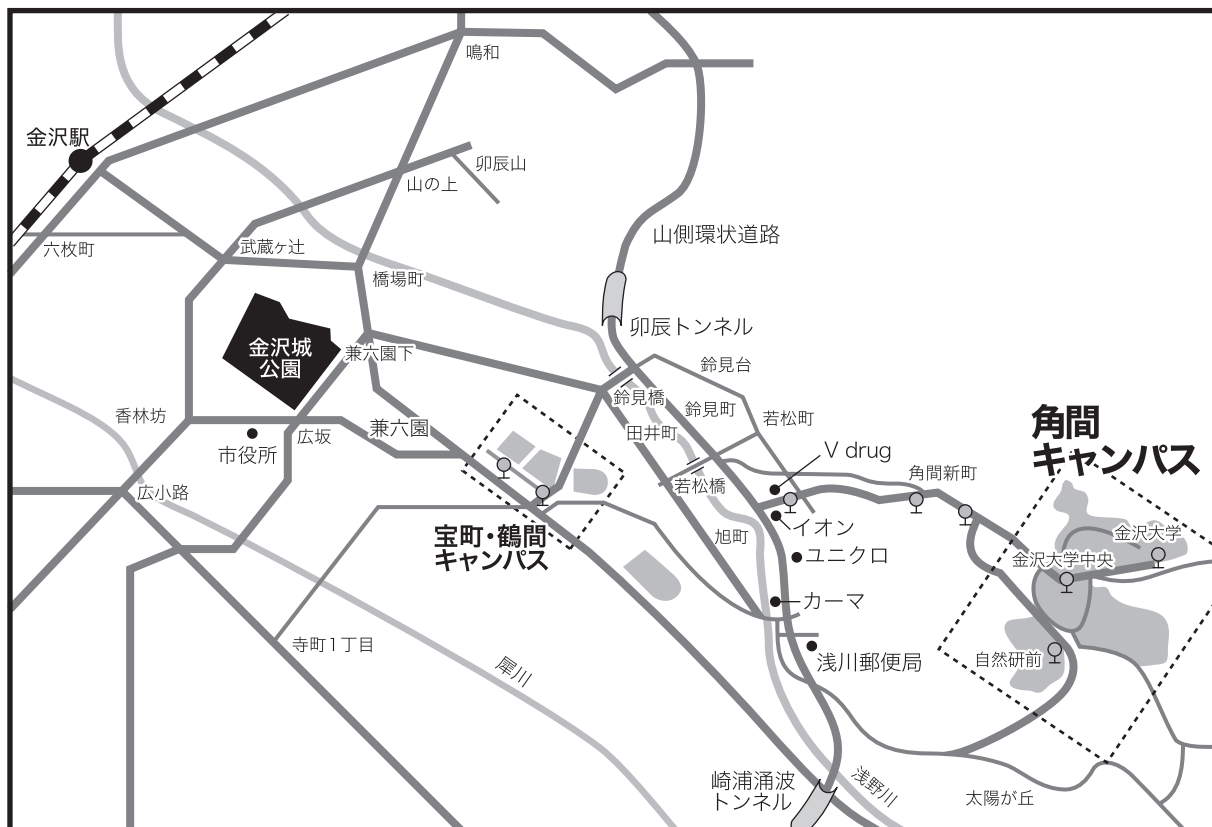 鳴和
金沢駅
卯辰山
山の上
山側環状道路
六枚町
武蔵ヶ辻
橋場町
卯辰トンネル
金沢城
公園
兼六園下
鈴見台
鈴見橋
鈴見町
若松町
香林坊
市役所
広坂
兼六園
田井町
角間
キャンパス
V drug
角間新町
若松橋
広小路
宝町・鶴間
キャンパス
旭町
イオン
ユニクロ
金沢大学
金沢大学中央
カーマ
寺町1丁目
犀川
浅川郵便局
自然研前
崎浦涌波
トンネル
浅野川
太陽が丘